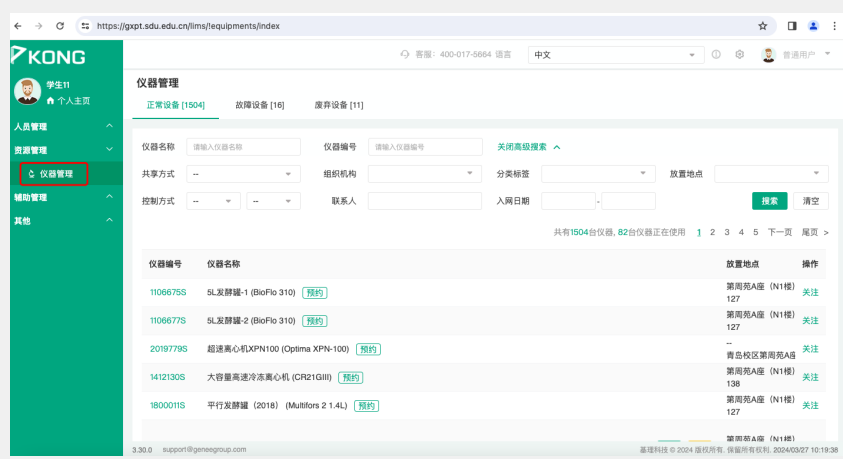 https://gxpt.sdu.edu.cn/lims/!equipments/index
KONG
客服：400-017-5664 语言 中文 普通用户
学生11
个人主页
人员管理
资源管理
仪器管理
辅助管理
其他
仪器管理
正常设备 [1504] 故障设备 [16] 废弃设备 [11]
仪器名称 请输入仪器名称 仪器编号 请输入仪器编号 关闭高级搜索
共享方式 -- 组织机构 分类标签 放置地点
控制方式 -- -- 联系人 入网日期 - 搜索 清空
共有1504台仪器, 82台仪器正在使用 1 2 3 4 5 下一页 尾页 >
仪器编号 仪器名称 放置地点 操作
1106675S 5L发酵罐-1 (BioFlo 310) 预约 第周苑A座（N1楼）127 关注
1106677S 5L发酵罐-2 (BioFlo 310) 预约 第周苑A座（N1楼）127 关注
2019779S 超速离心机XPN100 (Optima XPN-100) 预约 -- 青岛校区第周苑A座 关注
1412130S 大容量高速冷冻离心机 (CR21GIII) 预约 第周苑A座（N1楼）138 关注
1800011S 平行发酵罐（2018） (Multifors 2 1.4L) 预约 第周苑A座（N1楼）127 关注
第周苑A座（N1楼）
3.30.0 support@geneegroup.com 基理科技 © 2024 版权所有. 保留所有权利. 2024/03/27 10:19:38